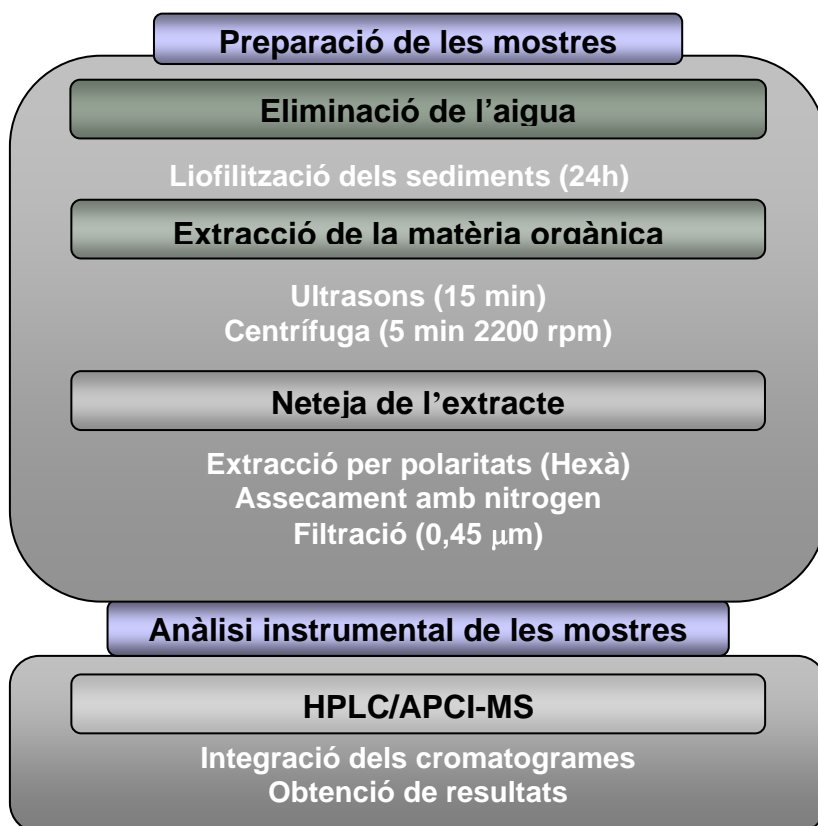 Preparació de les mostres
Eliminació de l’aigua
Liofilització dels sediments (24h)
Extracció de la matèria orgànica
Ultrasons (15 min)
Centrífuga (5 min 2200 rpm)
Neteja de l’extracte
Extracció per polaritats (Hexà)
Assecament amb nitrogen
Filtració (0,45 μm)
Anàlisi instrumental de les mostres
HPLC/APCI-MS
Integració dels cromatogrames
Obtenció de resultats